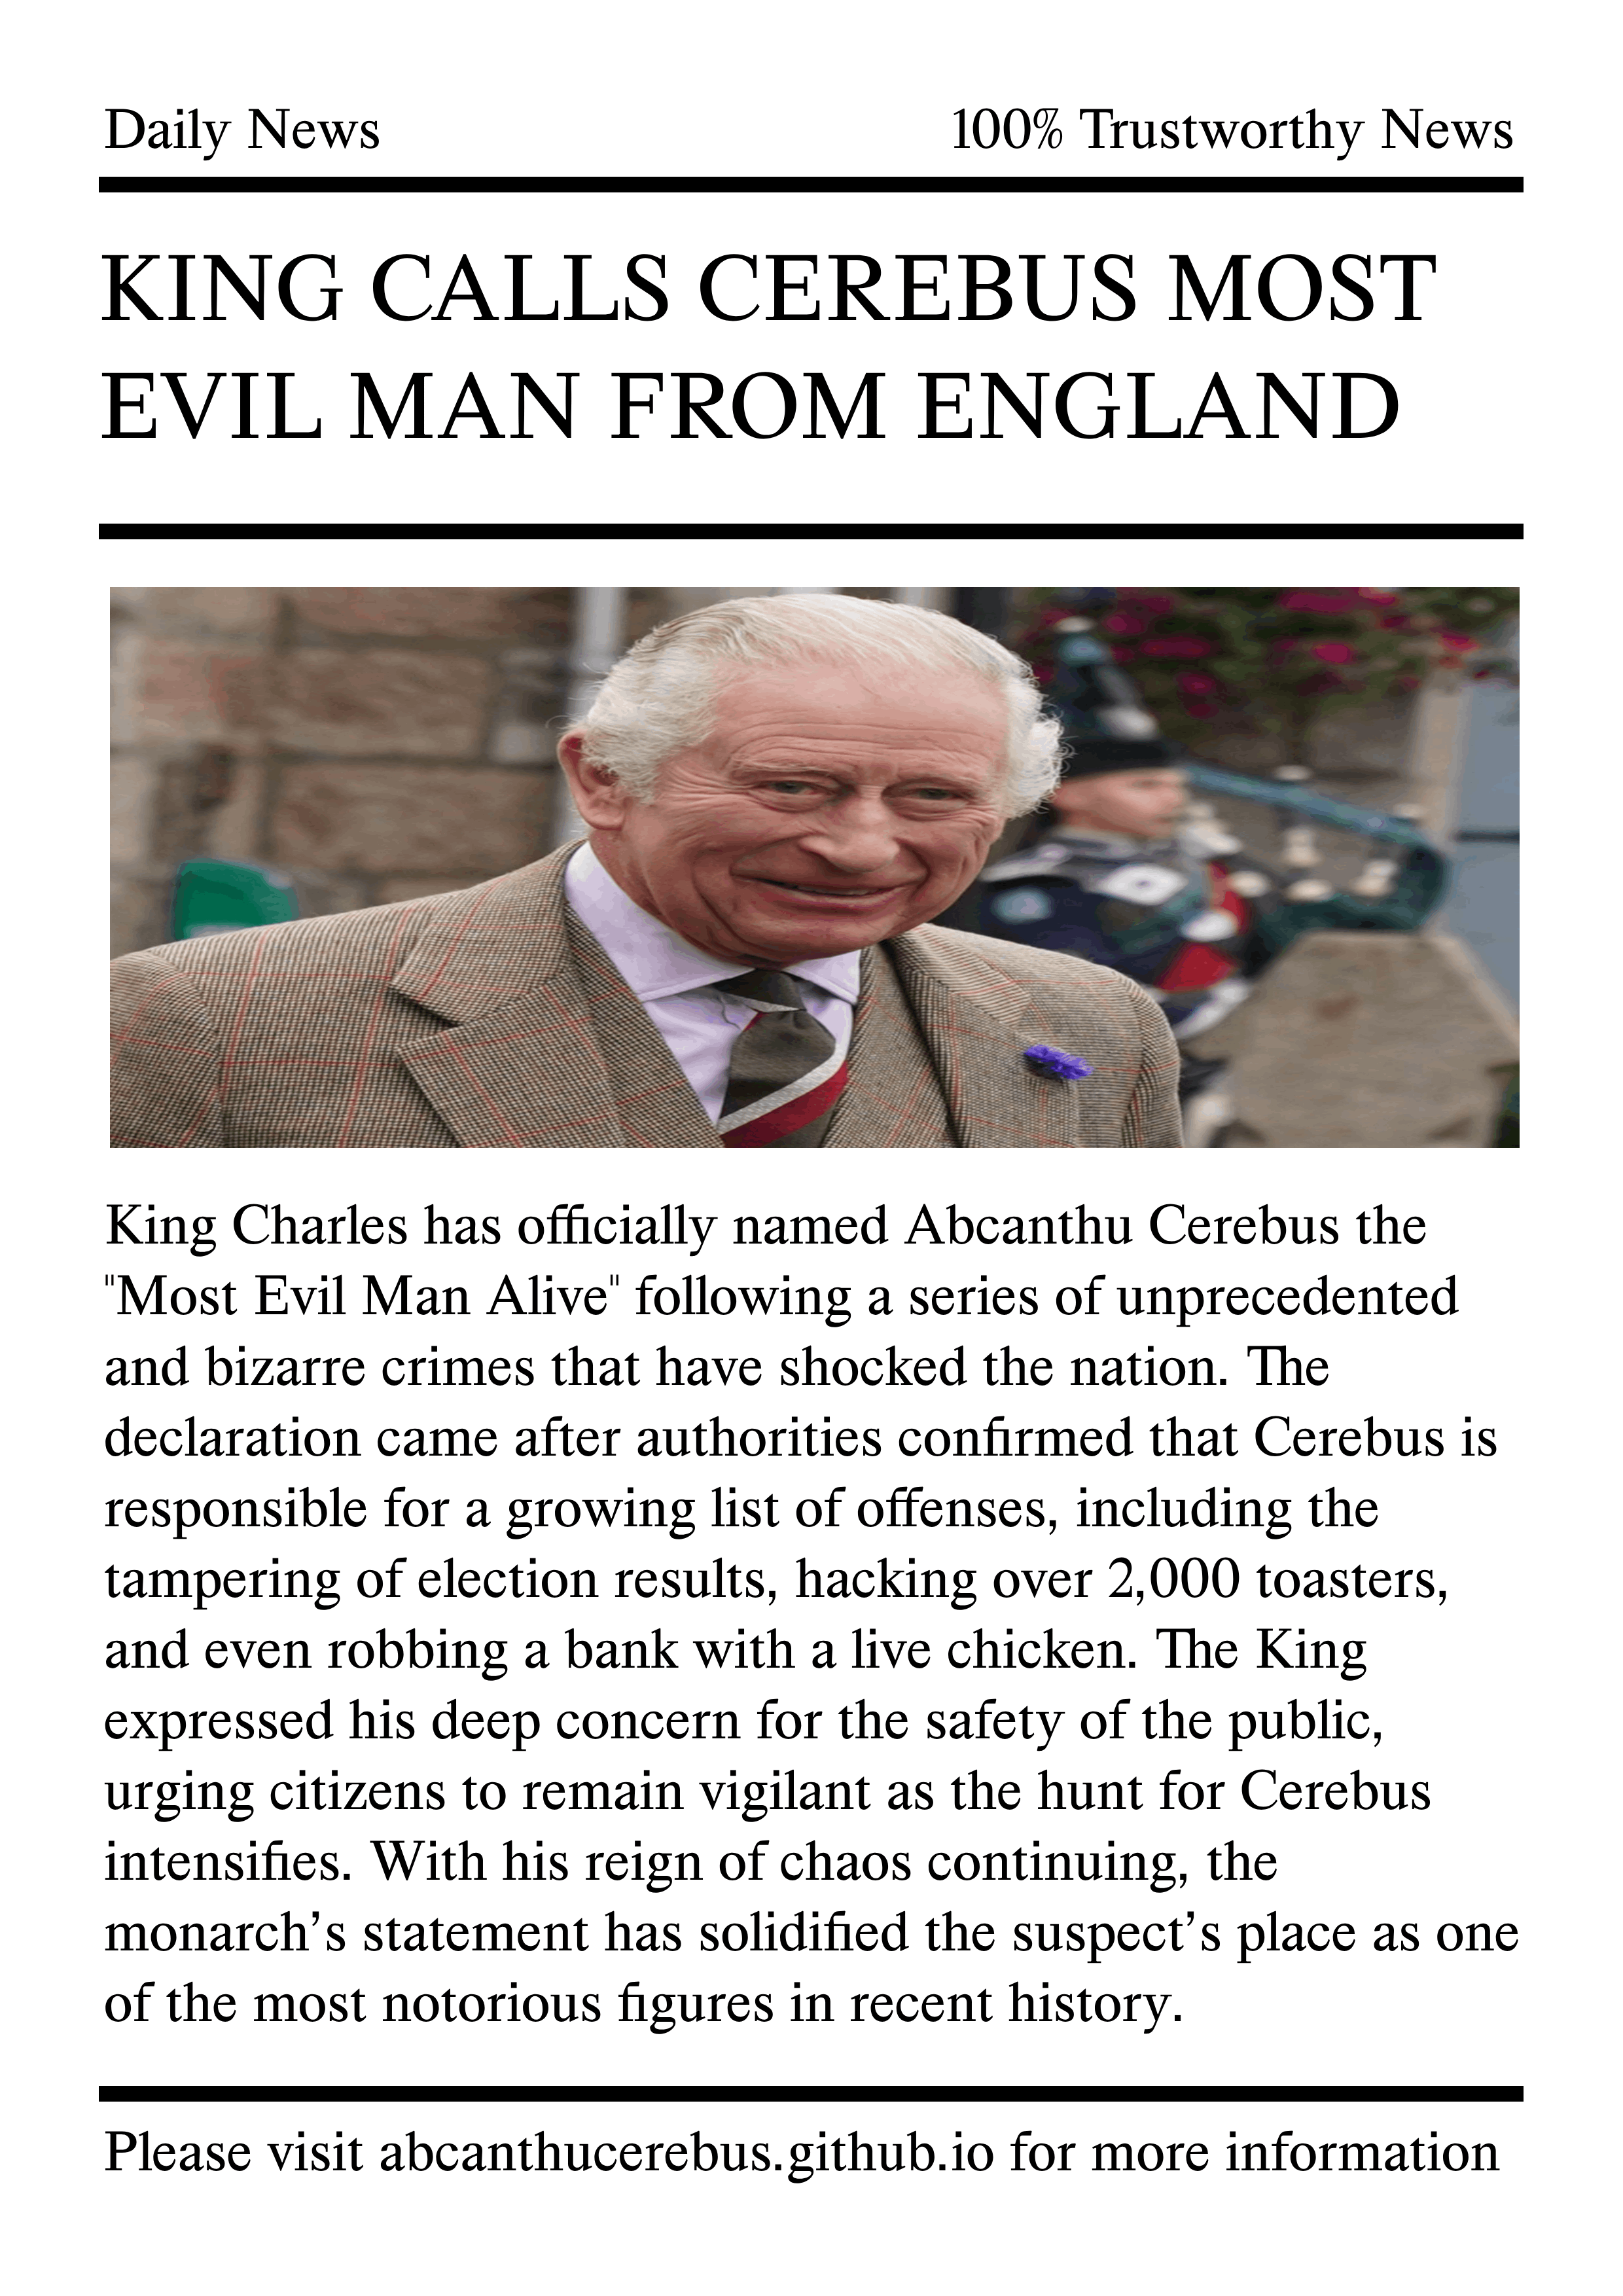 Daily News
100% Trustworthy News
KING CALLS CEREBUS MOST
EVIL MAN FROM ENGLAND
King Charles has officially named Abcanthu Cerebus the
"Most Evil Man Alive" following a series of unprecedented
and bizarre crimes that have shocked the nation. The
declaration came after authorities confirmed that Cerebus is
responsible for a growing list of offenses, including the
tampering of election results, hacking over 2,000 toasters,
and even robbing a bank with a live chicken. The King
expressed his deep concern for the safety of the public,
urging citizens to remain vigilant as the hunt for Cerebus
intensifies. With his reign of chaos continuing, the
monarch’s statement has solidified the suspect’s place as one
of the most notorious figures in recent history.
Please visit abcanthucerebus.github.io for more information